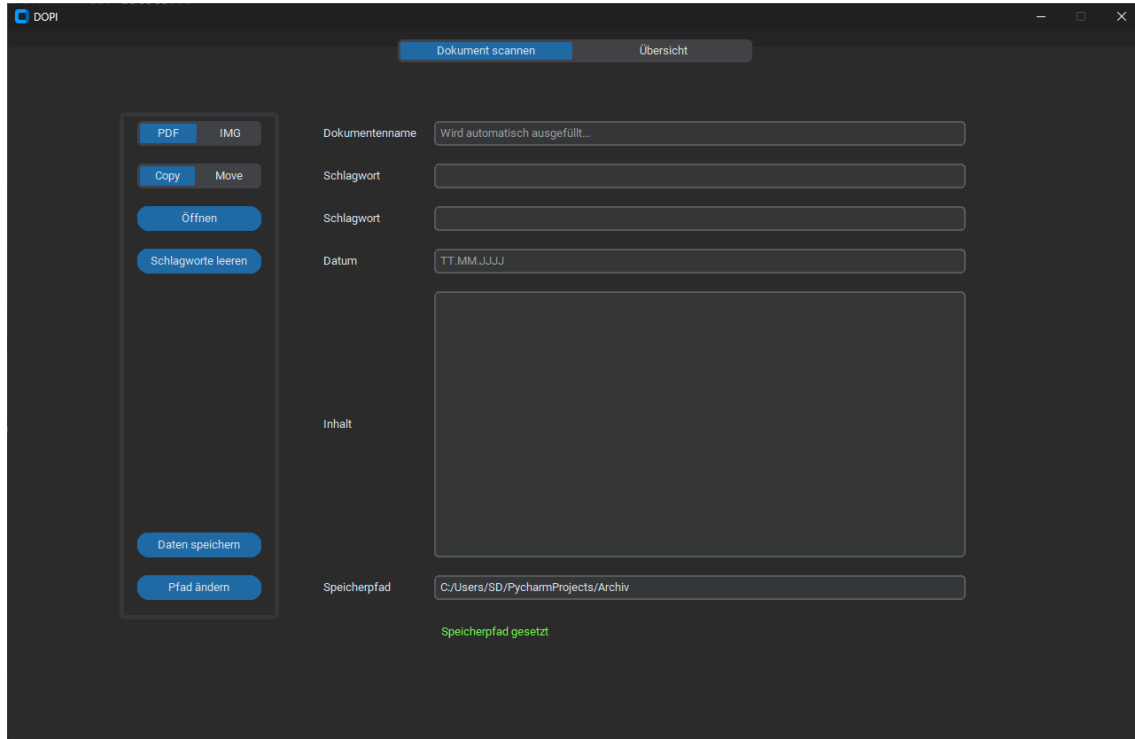 DOPI
Dokument scannen Übersicht
PDF IMG
Copy Move
Öffnen
Schlagworte leeren
Daten speichern
Pfad ändern
Dokumentenname Wird automatisch ausgefüllt...
Schlagwort
Schlagwort
Datum TT.MM.JJJJ
Inhalt
Speicherpfad C:/Users/SD/PycharmProjects/Archiv
Speicherpfad gesetzt